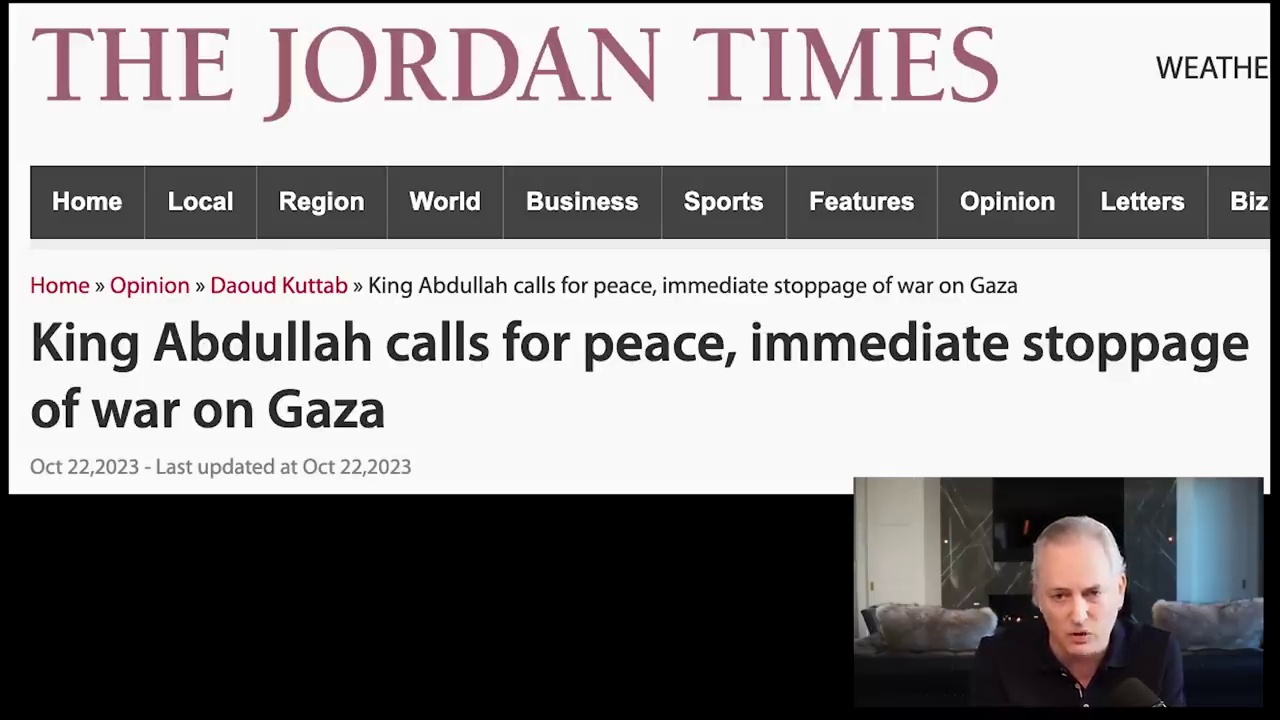 THE JORDAN TIMES
WEATHE
Home Local Region World Business Sports Features Opinion Letters Biz
Home » Opinion » Daoud Kuttab » King Abdullah calls for peace, immediate stoppage of war on Gaza
King Abdullah calls for peace, immediate stoppage
of war on Gaza
Oct 22,2023 - Last updated at Oct 22,2023